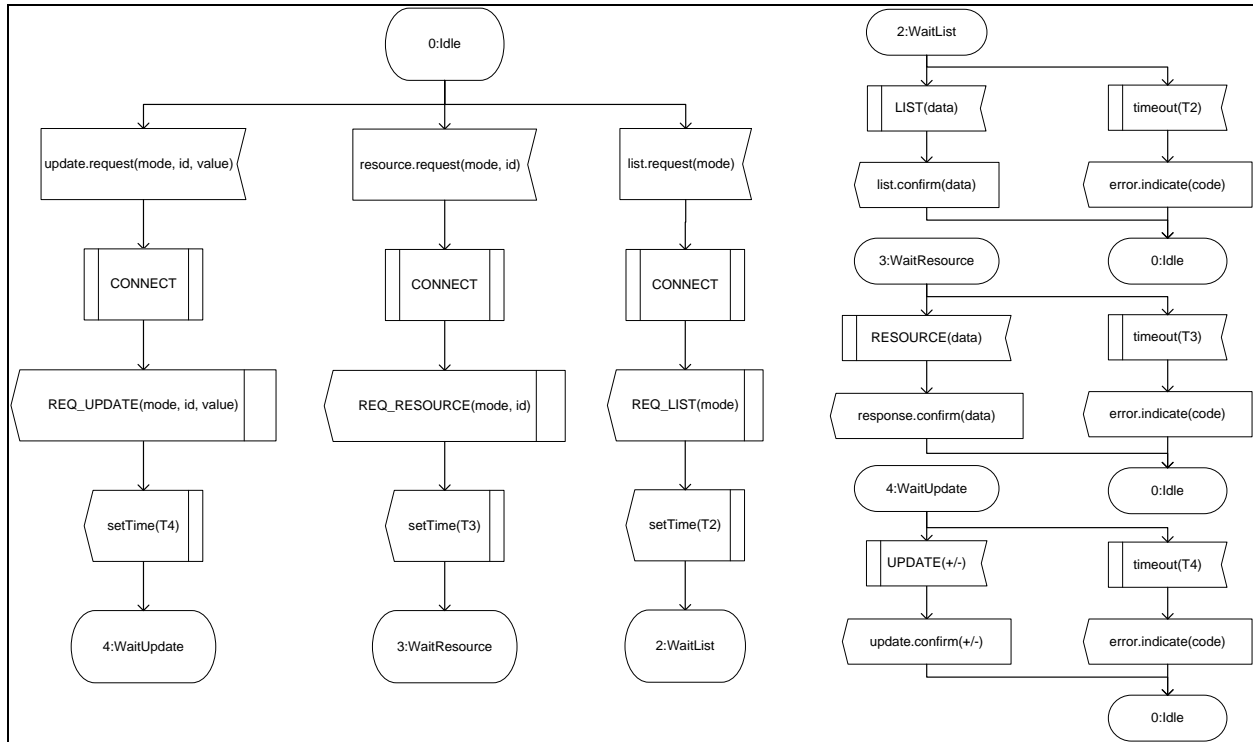 0:Idle
update.request(mode, id, value)
resource.request(mode, id)
list.request(mode)
CONNECT
CONNECT
CONNECT
REQ_UPDATE(mode, id, value)
REQ_RESOURCE(mode, id)
REQ_LIST(mode)
setTime(T4)
setTime(T3)
setTime(T2)
4:WaitUpdate
3:WaitResource
2:WaitList
2:WaitList
LIST(data)
timeout(T2)
list.confirm(data)
error.indicate(code)
0:Idle
3:WaitResource
RESOURCE(data)
timeout(T3)
response.confirm(data)
error.indicate(code)
0:Idle
4:WaitUpdate
UPDATE(+/-)
timeout(T4)
update.confirm(+/-)
error.indicate(code)
0:Idle